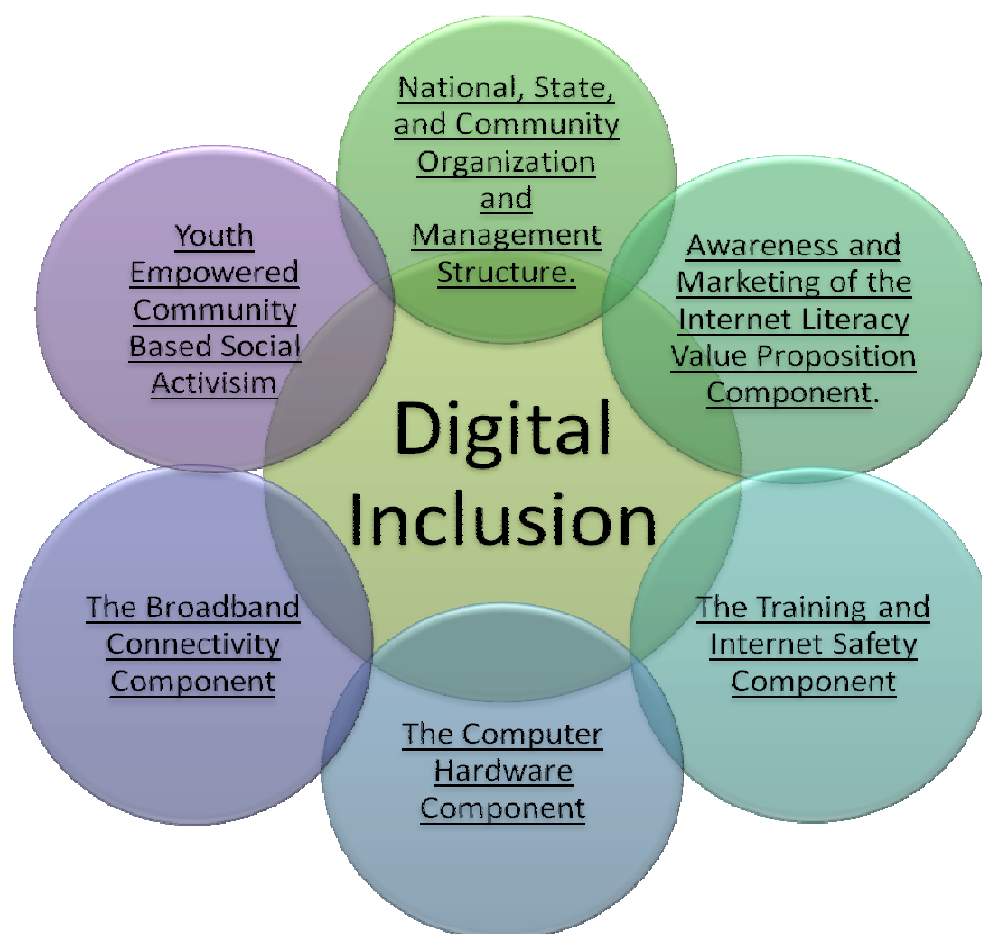 National, State,
and Community
Organization
and
Management
Structure.
Youth
Empowered
Community
Based Social
Activisim
Awareness and
Marketing of the
Internet Literacy
Value Proposition
Component.
Digital
Inclusion
The Broadband
Connectivity
Component
The Training and
Internet Safety
Component
The Computer
Hardware
Component